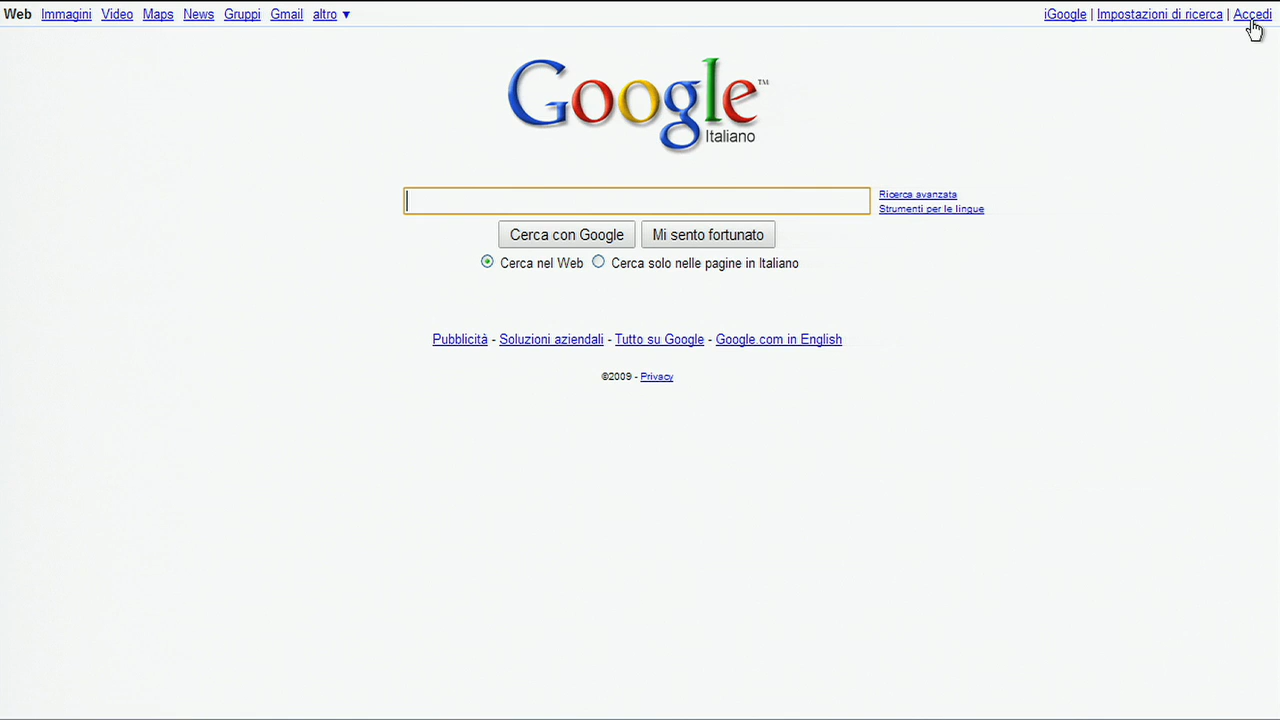 Web Immagini Video Maps News Gruppi Gmail altro ▼ iGoogle | Impostazioni di ricerca | Accedi
Google™
Italiano
Ricerca avanzata
Strumenti per le lingue
Cerca con Google Mi sento fortunato
Cerca nel Web Cerca solo nelle pagine in Italiano
Pubblicità - Soluzioni aziendali - Tutto su Google - Google.com in English
©2009 - Privacy